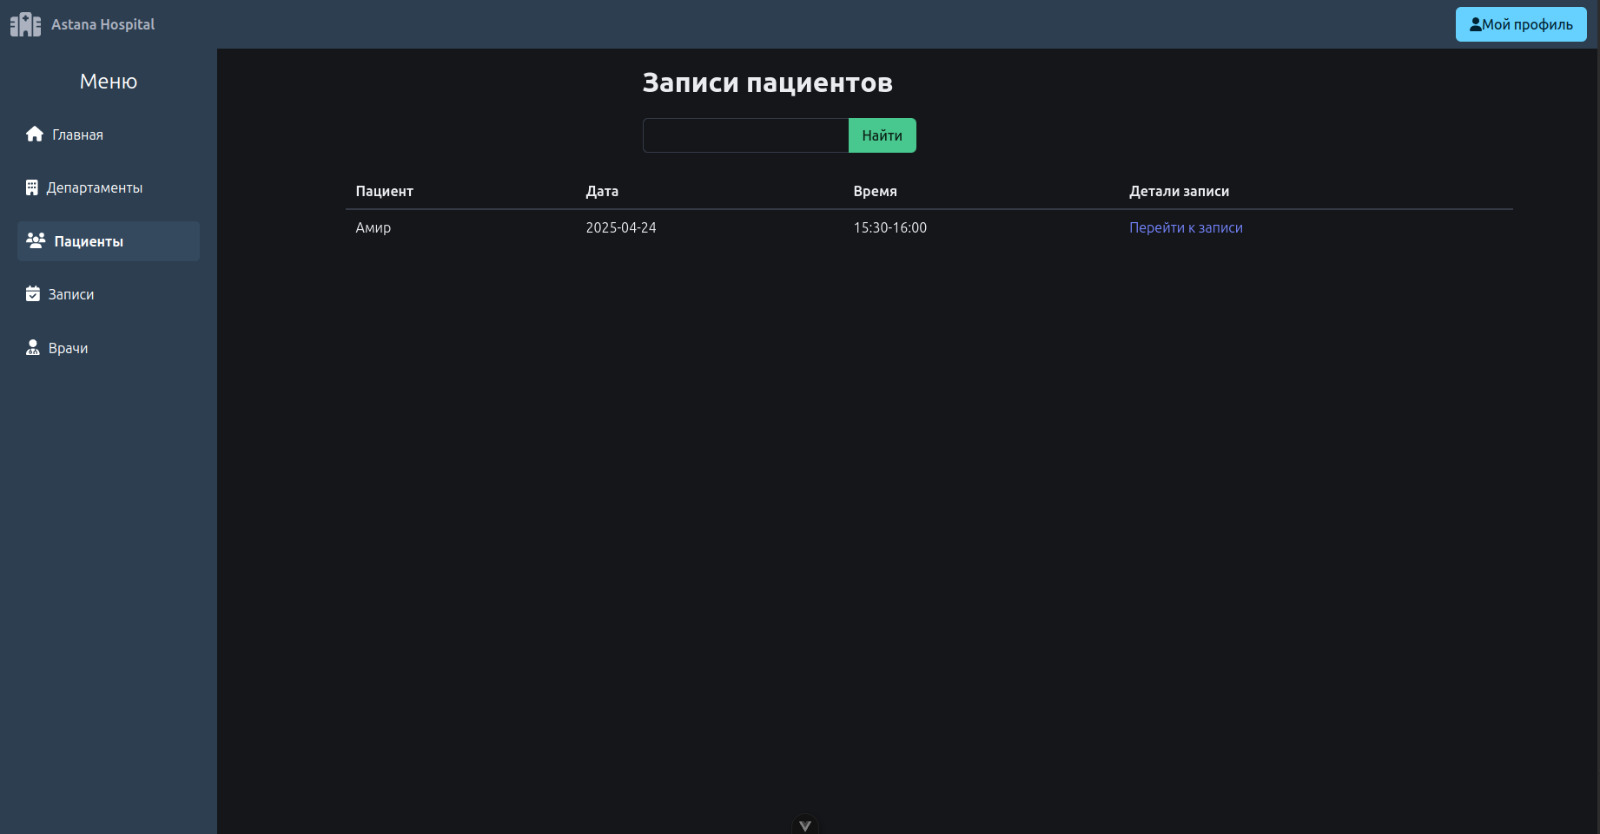 Astana Hospital
Мой профиль
Меню
Главная
Департаменты
Пациенты
Записи
Врачи
Записи пациентов
Найти
Пациент Дата Время Детали записи
Амир 2025-04-24 15:30-16:00 Перейти к записи